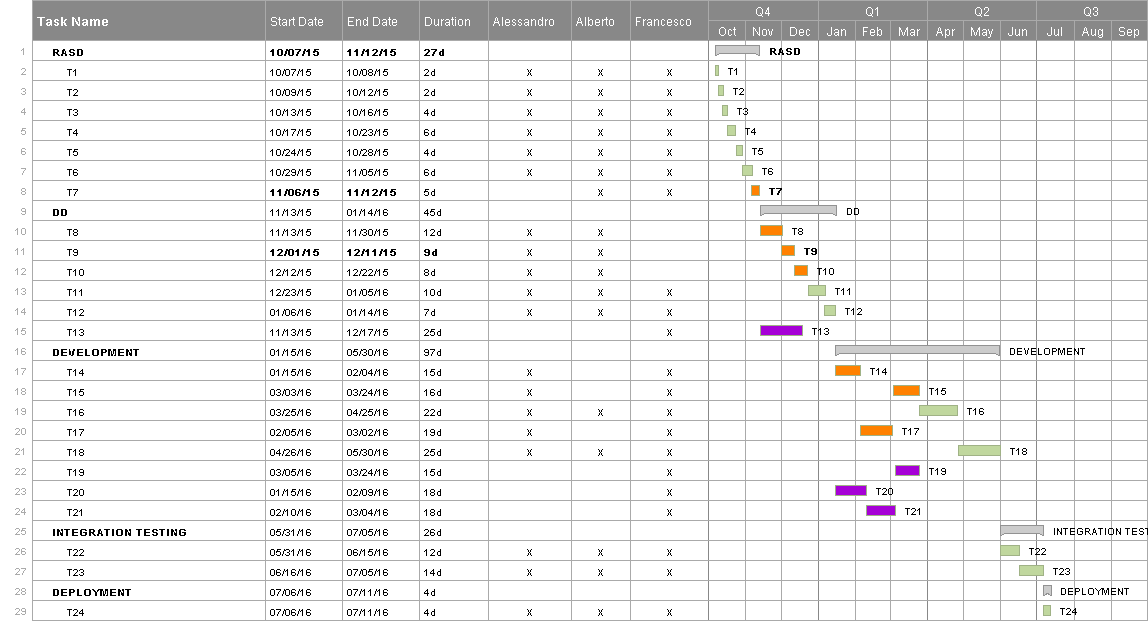 Task Name Start Date End Date Duration Alessandro Alberto Francesco Q4 Q1 Q2 Q3
Oct Nov Dec Jan Feb Mar Apr May Jun Jul Aug Sep
1 RASD 10/07/15 11/12/15 27d RASD
2 T1 10/07/15 10/08/15 2d X X X T1
3 T2 10/09/15 10/12/15 2d X X X T2
4 T3 10/13/15 10/16/15 4d X X X T3
5 T4 10/17/15 10/23/15 6d X X X T4
6 T5 10/24/15 10/28/15 4d X X X T5
7 T6 10/29/15 11/05/15 6d X X X T6
8 T7 11/06/15 11/12/15 5d X X T7
9 DD 11/13/15 01/14/16 45d DD
10 T8 11/13/15 11/30/15 12d X X T8
11 T9 12/01/15 12/11/15 9d X X T9
12 T10 12/12/15 12/22/15 8d X X T10
13 T11 12/23/15 01/05/16 10d X X X T11
14 T12 01/06/16 01/14/16 7d X X X T12
15 T13 11/13/15 12/17/15 25d X T13
16 DEVELOPMENT 01/15/16 05/30/16 97d DEVELOPMENT
17 T14 01/15/16 02/04/16 15d X X T14
18 T15 03/03/16 03/24/16 16d X X T15
19 T16 03/25/16 04/25/16 22d X X X T16
20 T17 02/05/16 03/02/16 19d X X T17
21 T18 04/26/16 05/30/16 25d X X X T18
22 T19 03/05/16 03/24/16 15d X T19
23 T20 01/15/16 02/09/16 18d X T20
24 T21 02/10/16 03/04/16 18d X T21
25 INTEGRATION TESTING 05/31/16 07/05/16 26d INTEGRATION TEST
26 T22 05/31/16 06/15/16 12d X X X T22
27 T23 06/16/16 07/05/16 14d X X X T23
28 DEPLOYMENT 07/06/16 07/11/16 4d DEPLOYMENT
29 T24 07/06/16 07/11/16 4d X X X T24